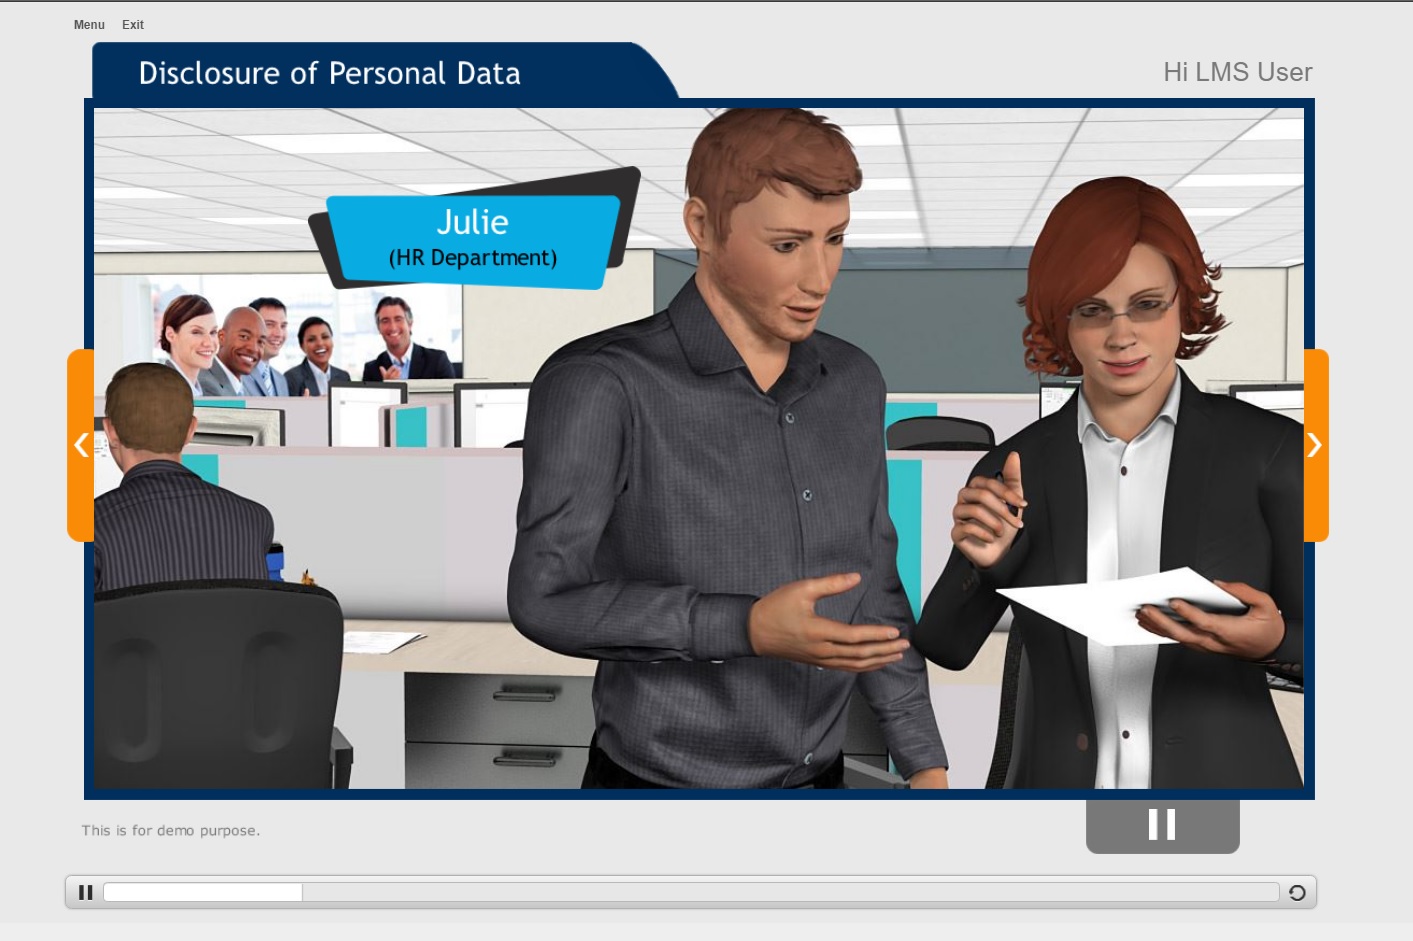 Menu Exit
Disclosure of Personal Data
Hi LMS User
Julie
(HR Department)
This is for demo purpose.